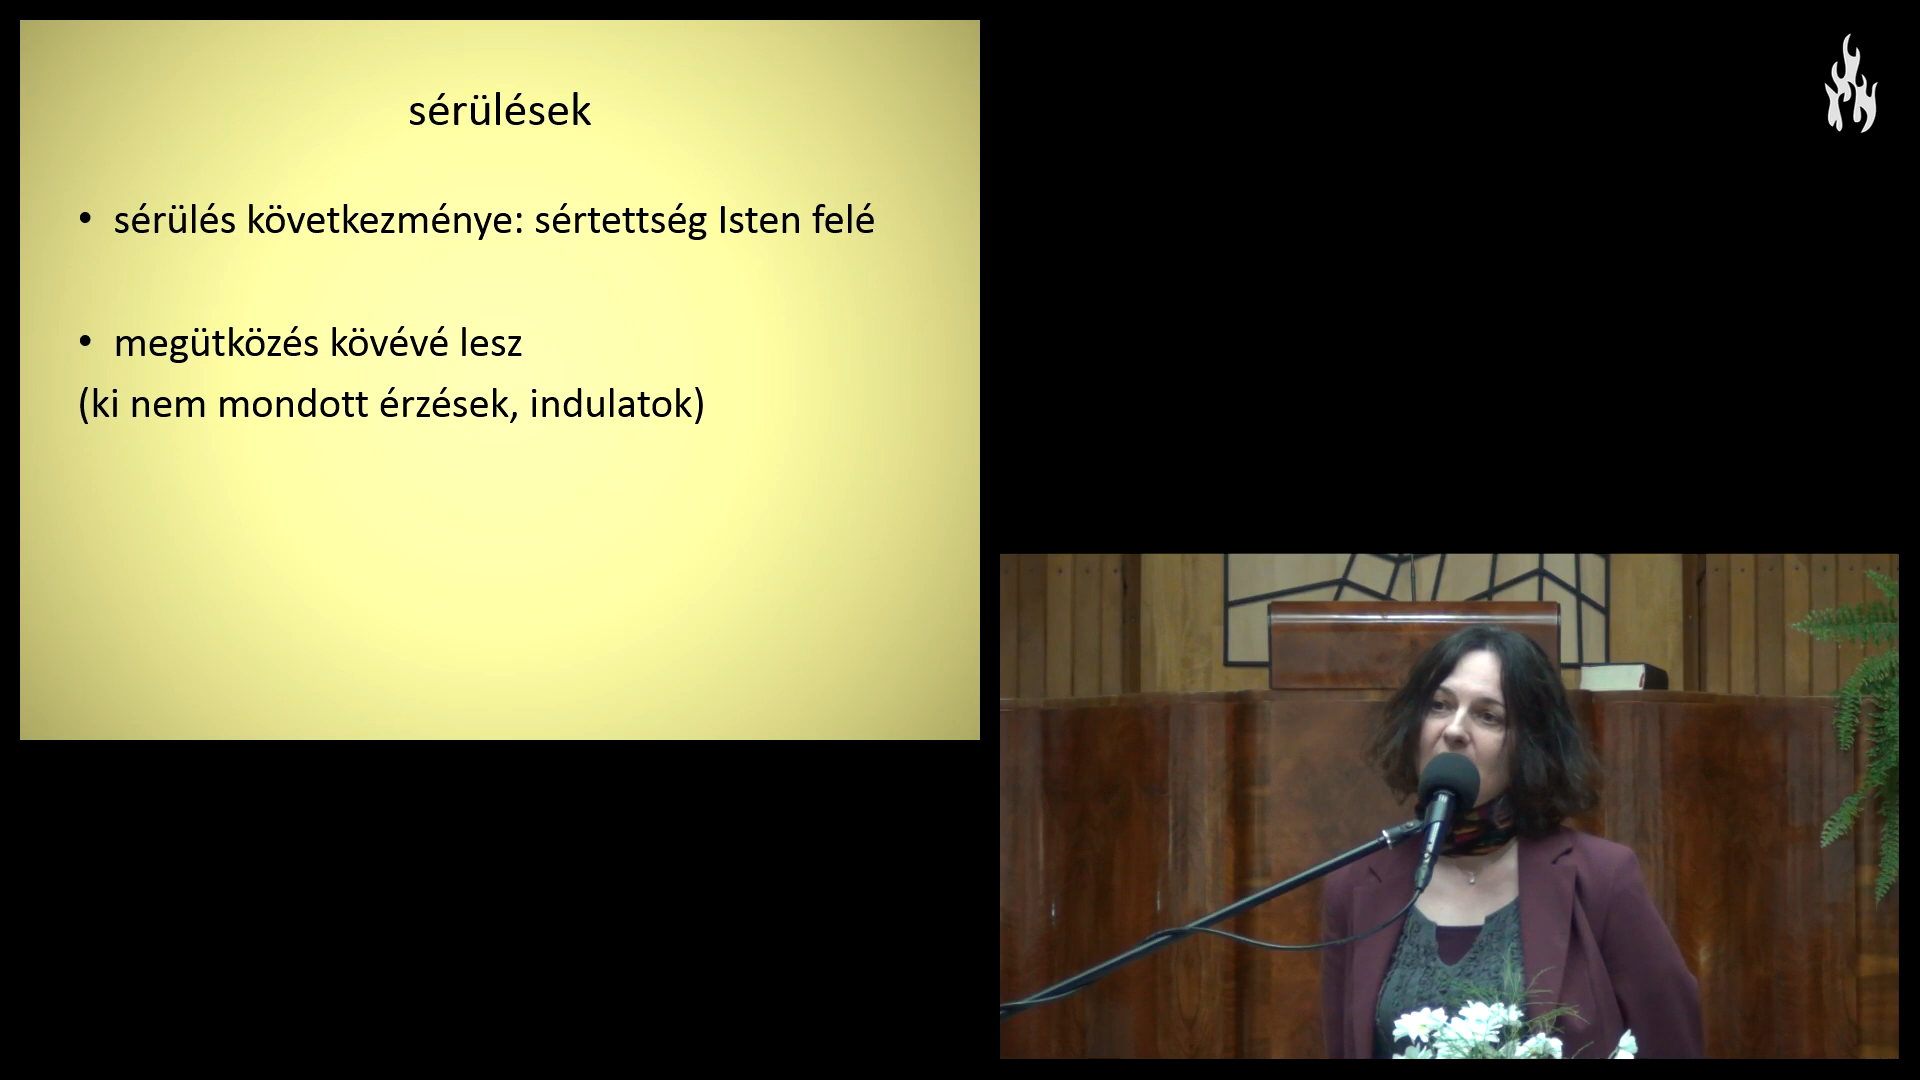 sérülések
• sérülés következménye: sértettség Isten felé
• megütközés kövévé lesz
(ki nem mondott érzések, indulatok)